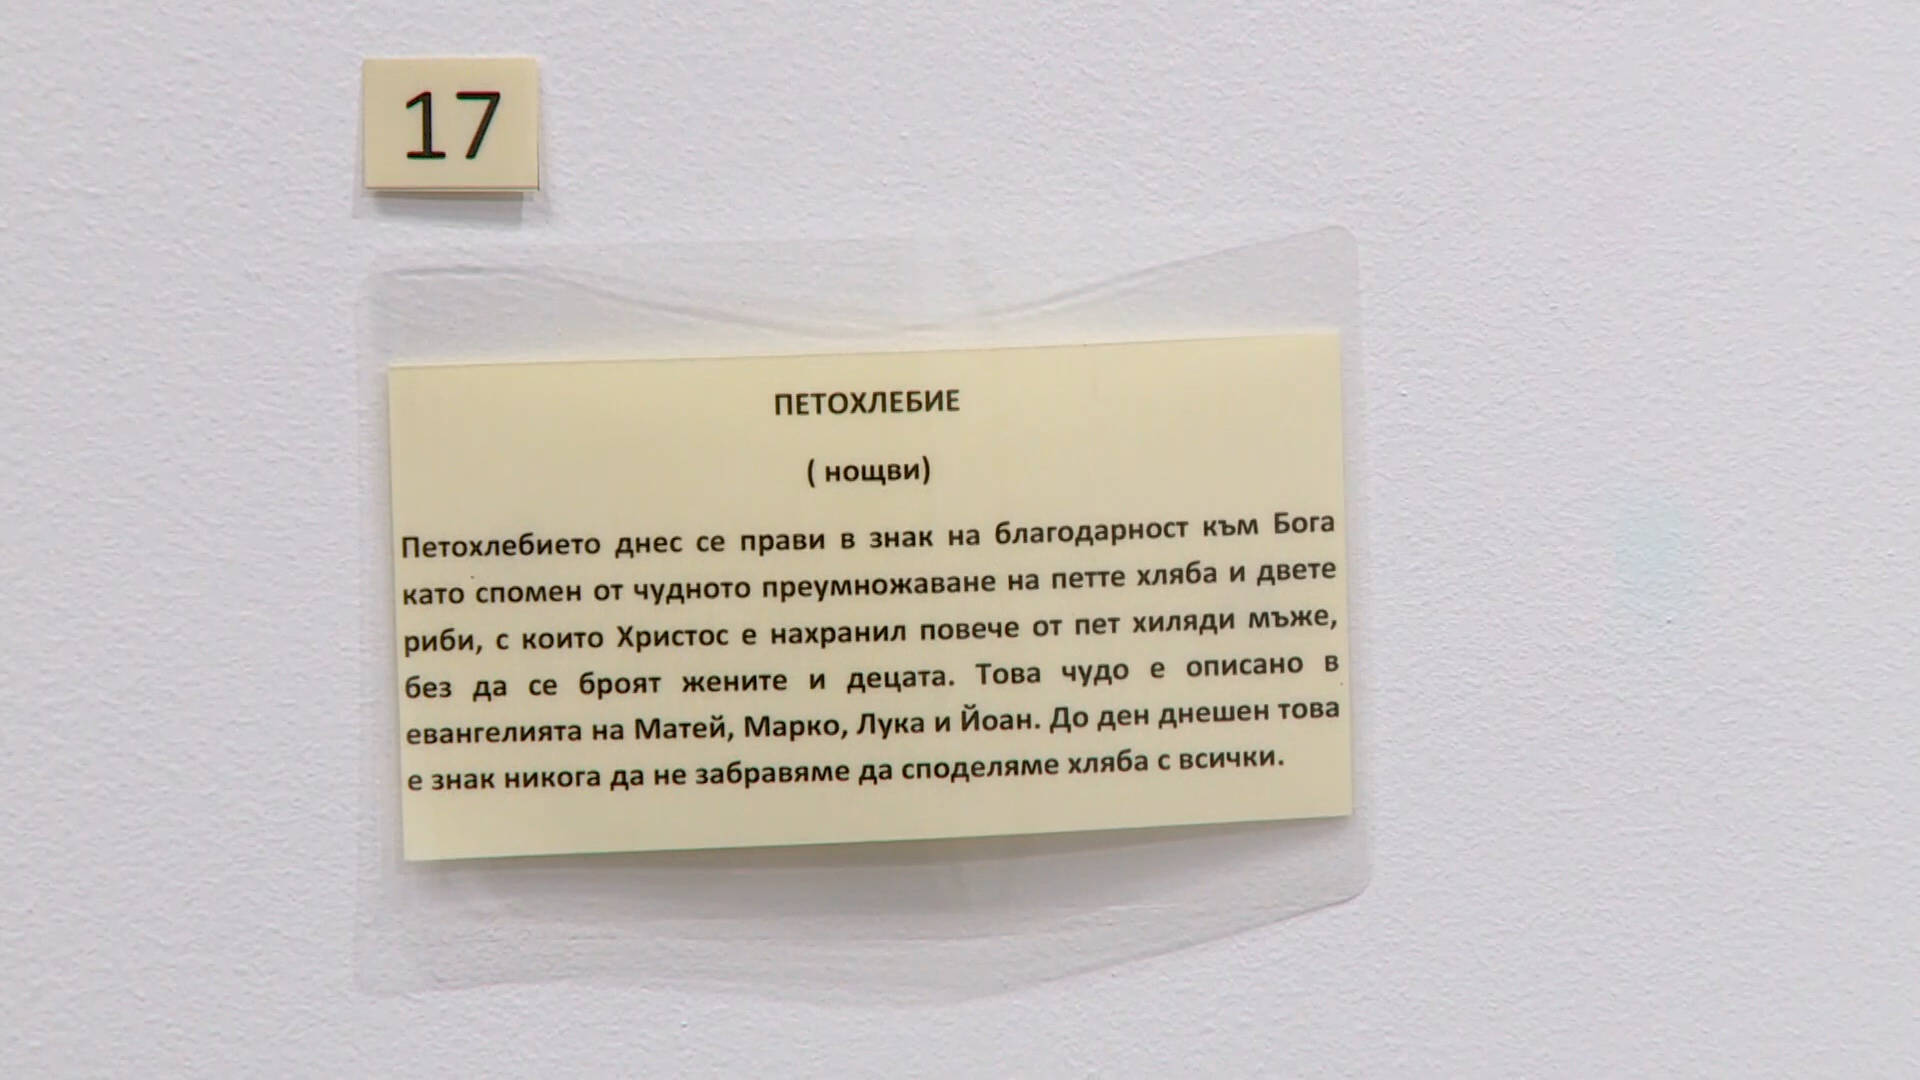 17
ПЕТОХЛЕБИЕ
( нощви)
Петохлебието днес се прави в знак на благодарност към Бога
като спомен от чудното преумножаване на петте хляба и двете
риби, с които Христос е нахранил повече от пет хиляди мъже,
без да се броят жените и децата. Това чудо е описано в
евангелията на Матей, Марко, Лука и Йоан. До ден днешен това
е знак никога да не забравяме да споделяме хляба с всички.